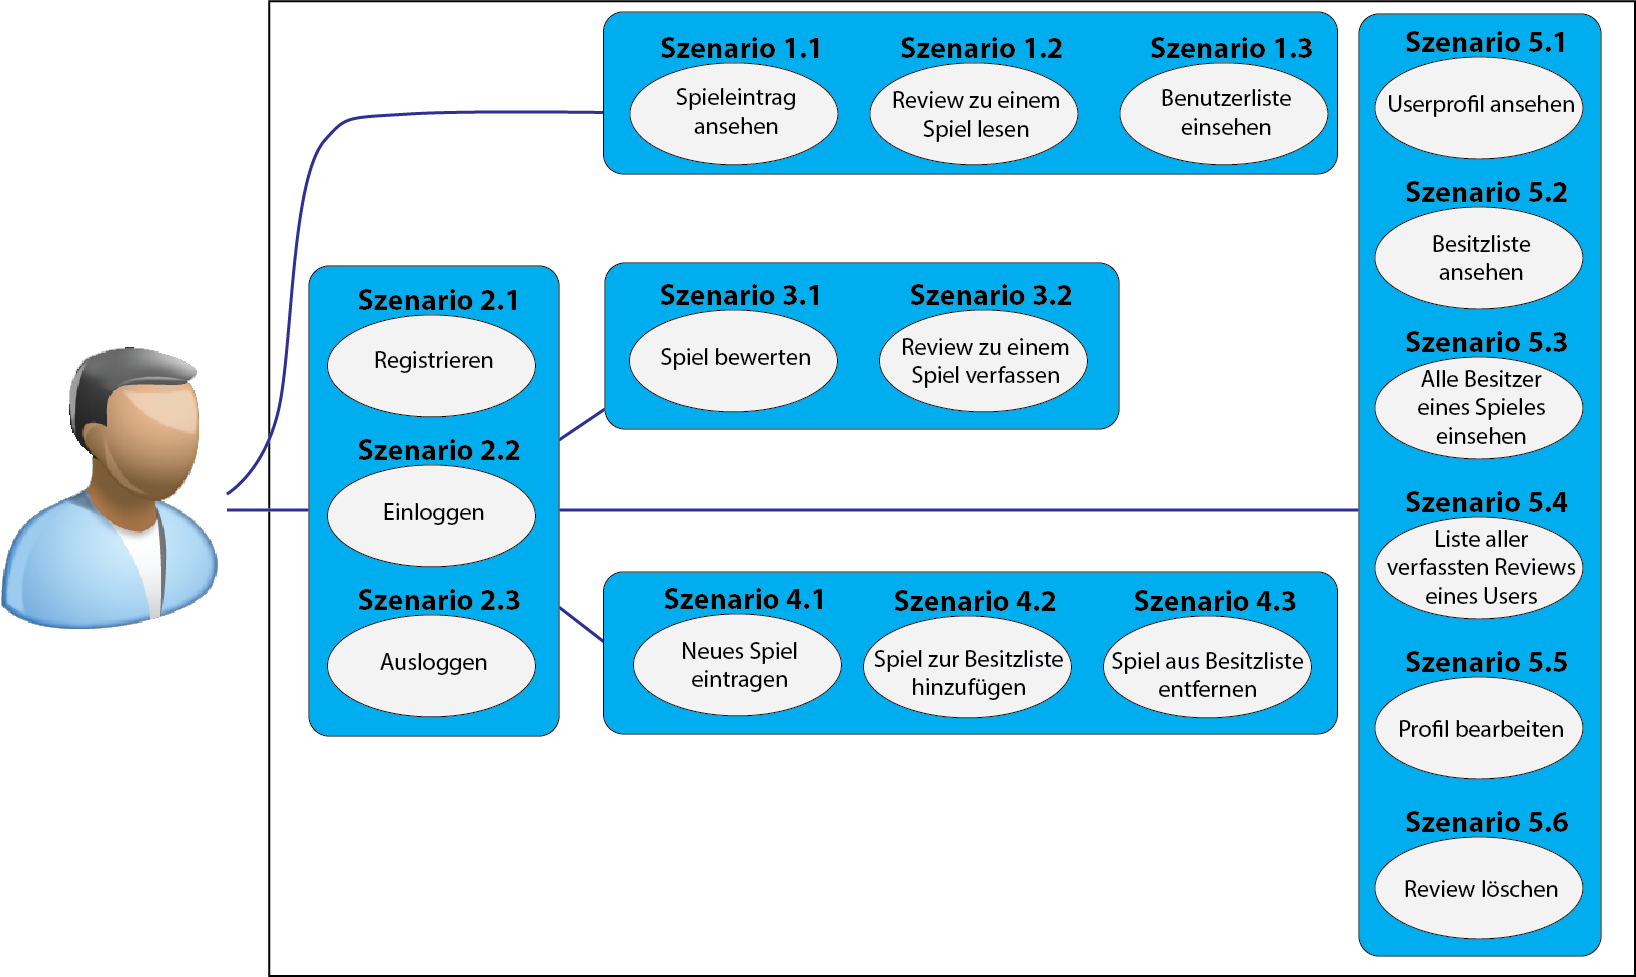 Szenario 1.1
Spieleintrag
ansehen
Szenario 1.2
Review zu einem
Spiel lesen
Szenario 1.3
Benutzerliste
einsehen
Szenario 2.1
Registrieren
Szenario 2.2
Einloggen
Szenario 2.3
Ausloggen
Szenario 3.1
Spiel bewerten
Szenario 3.2
Review zu einem
Spiel verfassen
Szenario 4.1
Neues Spiel
eintragen
Szenario 4.2
Spiel zur Besitzliste
hinzufügen
Szenario 4.3
Spiel aus Besitzliste
entfernen
Szenario 5.1
Userprofil ansehen
Szenario 5.2
Besitzliste
ansehen
Szenario 5.3
Alle Besitzer
eines Spieles
einsehen
Szenario 5.4
Liste aller
verfassten Reviews
eines Users
Szenario 5.5
Profil bearbeiten
Szenario 5.6
Review löschen